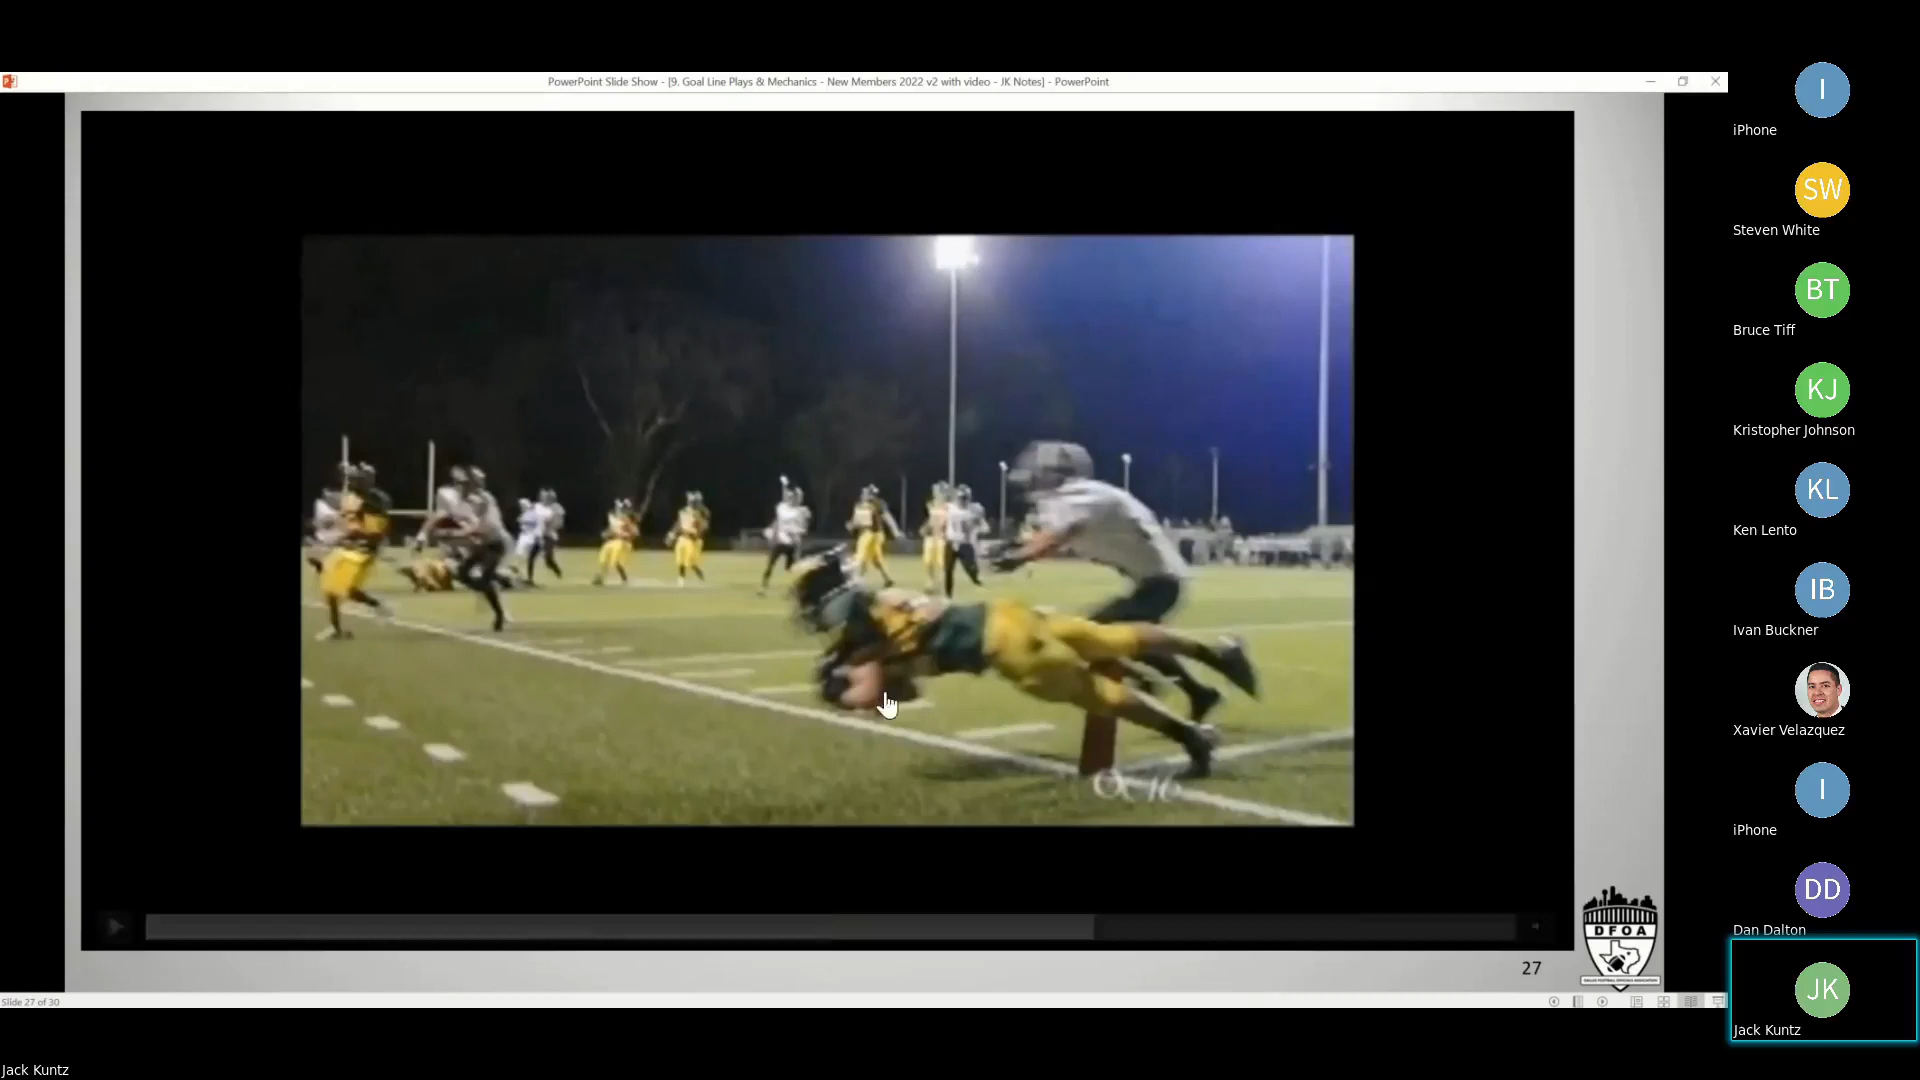 PowerPoint Slide Show - [9. Goal Line Plays & Mechanics - New Members 2022 v2 with video - JK Notes] - PowerPoint
I
iPhone
SW
Steven White
BT
Bruce Tiff
KJ
Kristopher Johnson
KL
Ken Lento
IB
Ivan Buckner
Xavier Velazquez
I
iPhone
DD
Dan Dalton
JK
Jack Kuntz
DFOA
27
Slide 27 of 30
Jack Kuntz